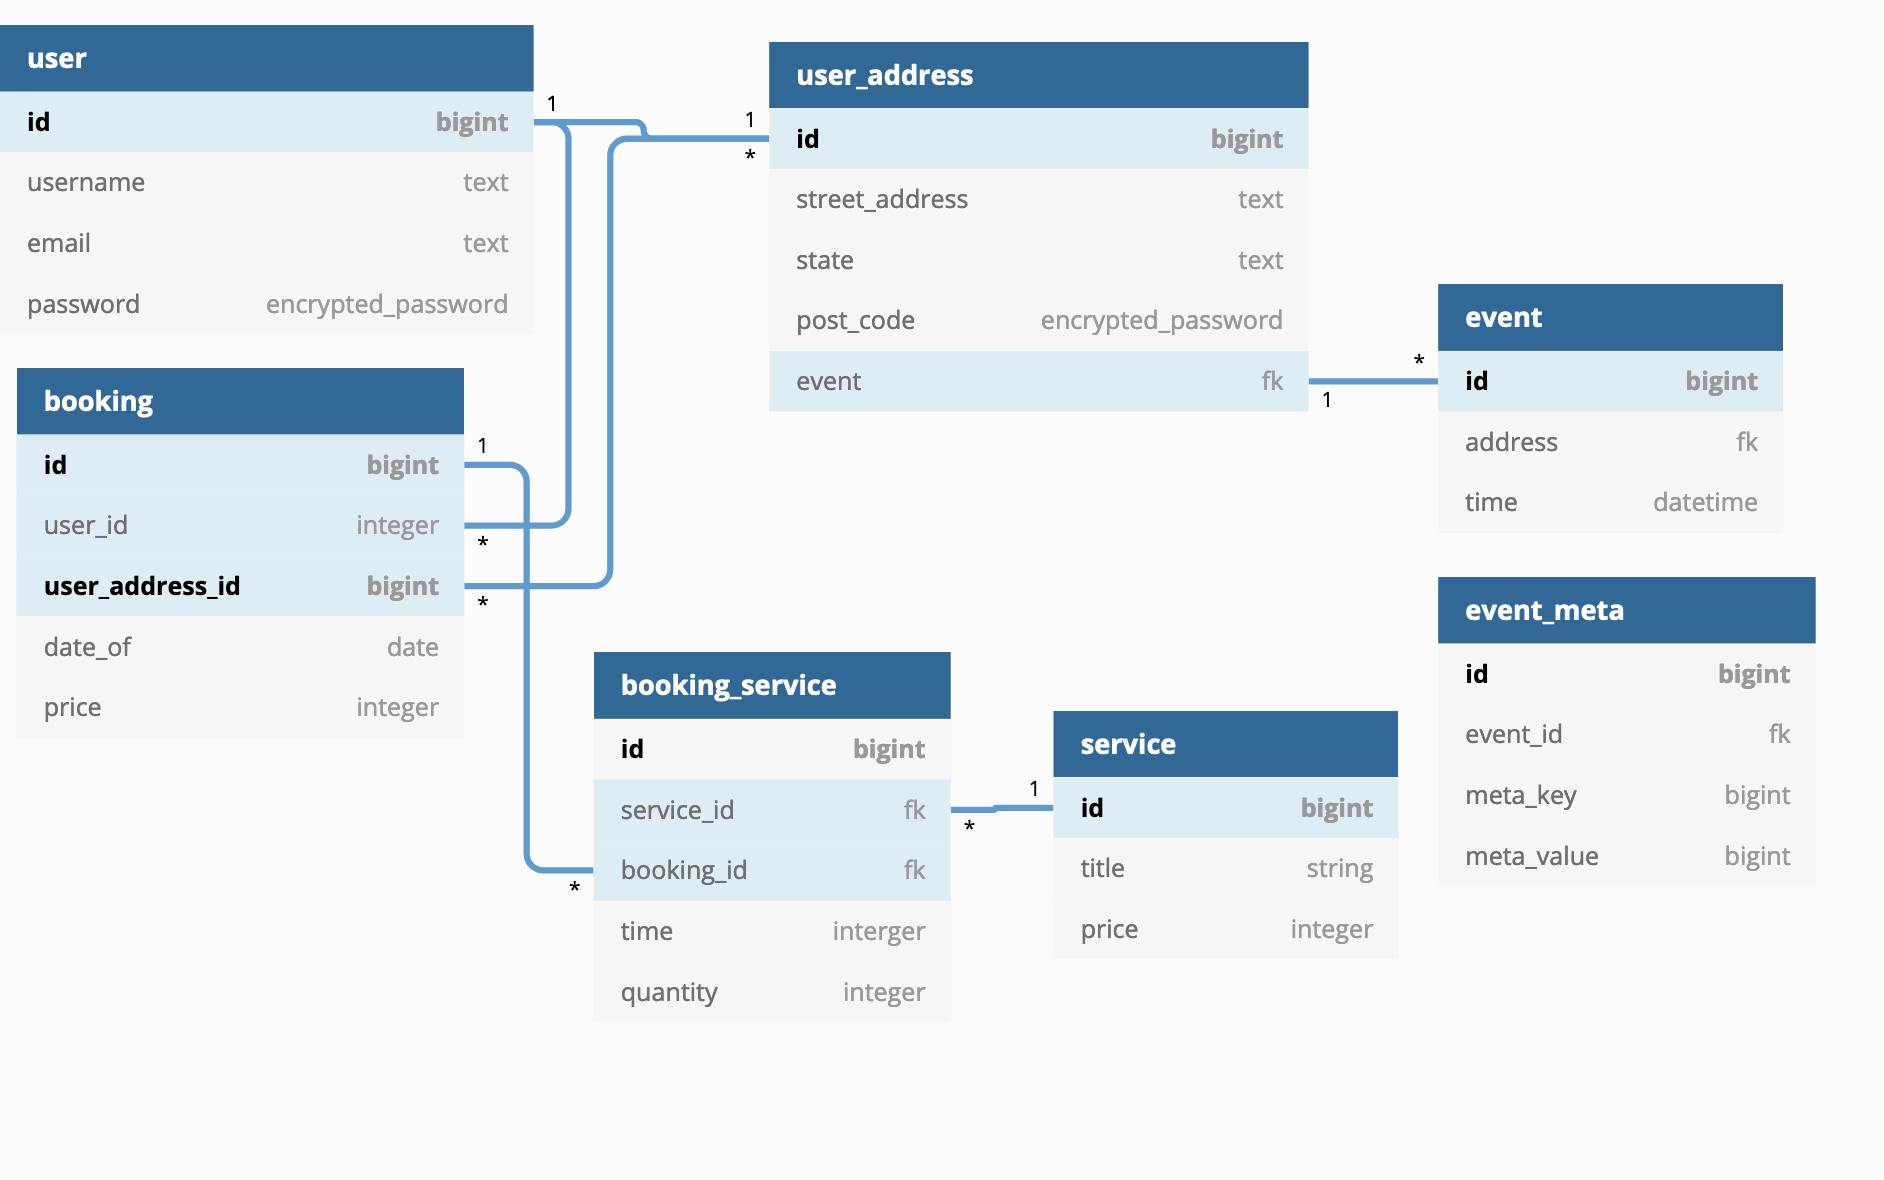 user
id bigint
username text
email text
password encrypted_password
1
1
*
user_address
id bigint
street_address text
state text
post_code encrypted_password
event fk
1
*
event
id bigint
address fk
time datetime
booking
id bigint
user_id integer
user_address_id bigint
date_of date
price integer
1
*
*
*
booking_service
id bigint
service_id fk
booking_id fk
time interger
quantity integer
*
1
service
id bigint
title string
price integer
event_meta
id bigint
event_id fk
meta_key bigint
meta_value bigint